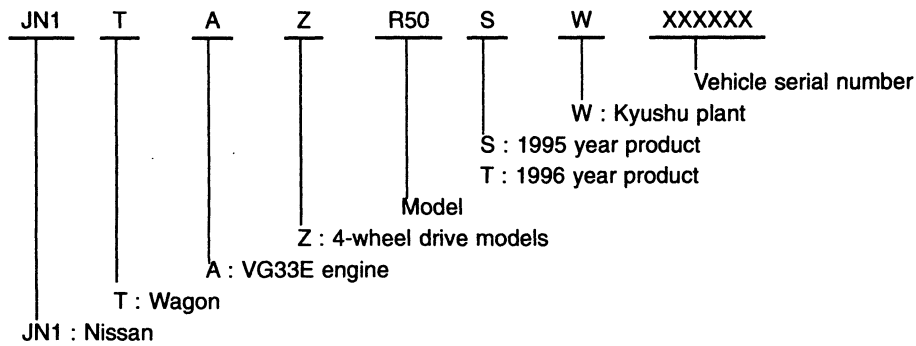 JN1 T A Z R50 S W XXXXXX
Vehicle serial number
W : Kyushu plant
S : 1995 year product
T : 1996 year product
Model
Z : 4-wheel drive models
A : VG33E engine
T : Wagon
JN1 : Nissan